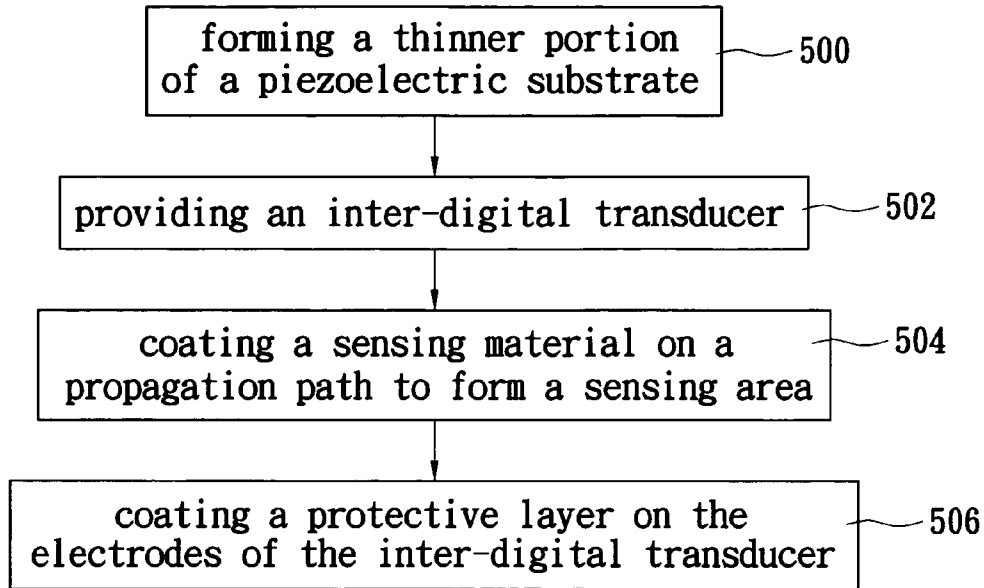 forming a thinner portion
of a piezoelectric substrate
500
providing an inter-digital transducer
502
coating a sensing material on a
propagation path to form a sensing area
504
coating a protective layer on the
electrodes of the inter-digital transducer
506